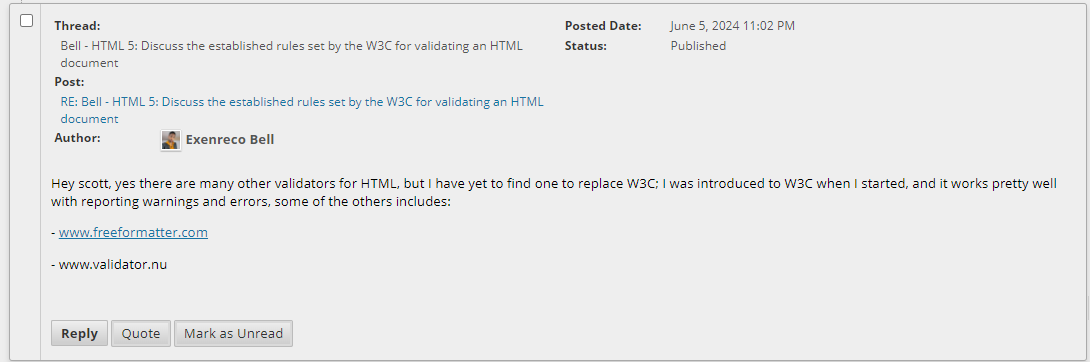 Thread:
Bell - HTML 5: Discuss the established rules set by the W3C for validating an HTML
document
Posted Date: June 5, 2024 11:02 PM
Status: Published
Post:
RE: Bell - HTML 5: Discuss the established rules set by the W3C for validating an HTML
document
Author: Exenreco Bell
Hey scott, yes there are many other validators for HTML, but I have yet to find one to replace W3C; I was introduced to W3C when I started, and it works pretty well
with reporting warnings and errors, some of the others includes:
- www.freeformatter.com
- www.validator.nu
Reply Quote Mark as Unread